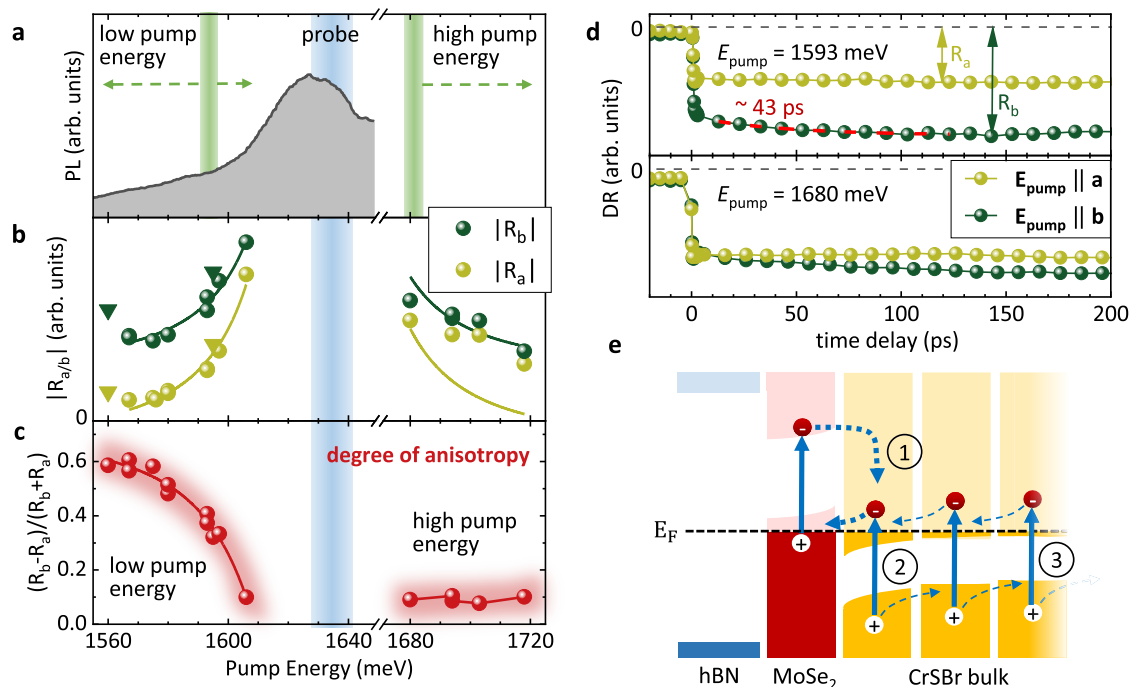 a
low pump
energy
probe
high pump
energy
PL (arb. units)
b
|R_b|
|R_a|
|R_a/b| (arb. units)
0
c
degree of anisotropy
(R_b-R_a)/(R_b+R_a)
0.6
0.4
0.2
0.0
low pump
energy
high pump
energy
1560 1600 1640 1680 1720
Pump Energy (meV)
d
0
E_pump = 1593 meV
R_a
R_b
~ 43 ps
DR (arb. units)
0
E_pump = 1680 meV
E_pump || a
E_pump || b
0 50 100 150 200
time delay (ps)
e
1
E_F
2
3
- - - -
+ + + +
hBN MoSe₂ CrSBr bulk